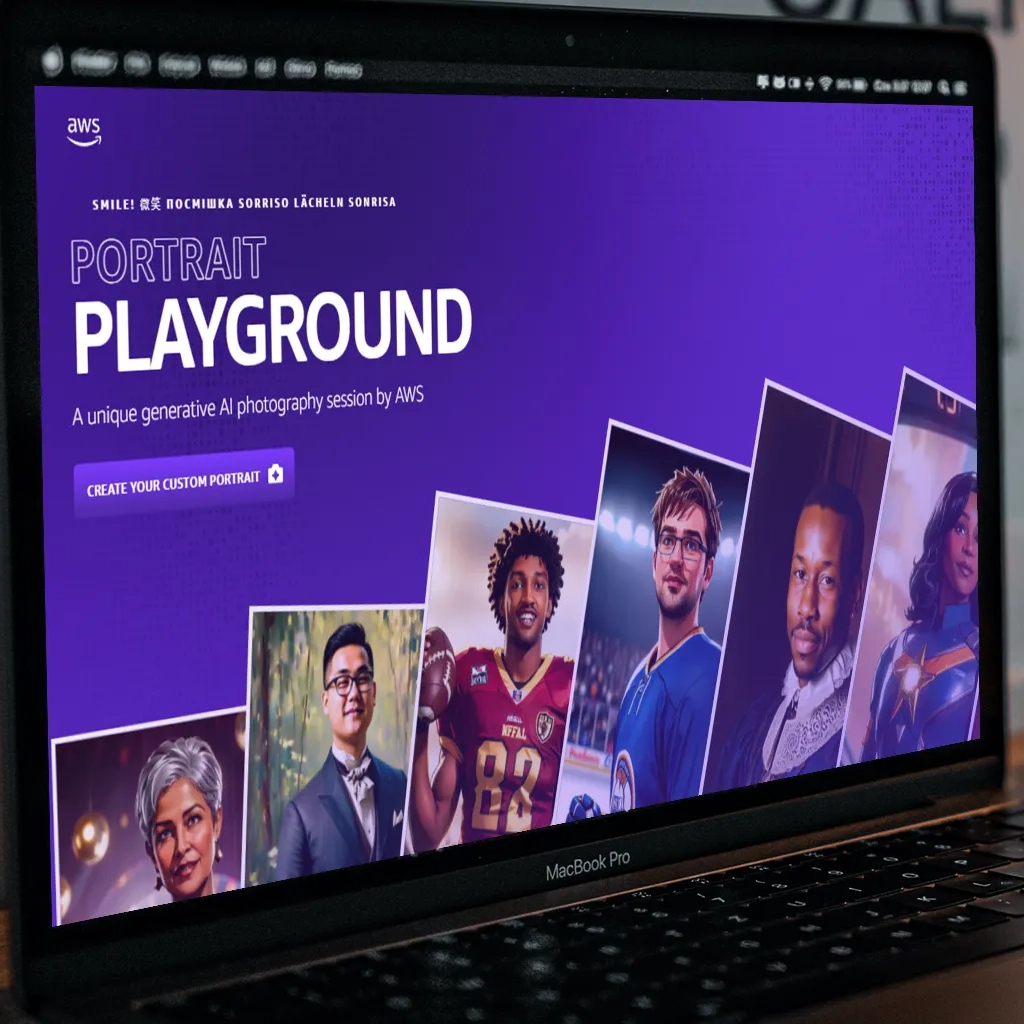 aws
SMILE! 微笑 ПОСМІШКА SORRISO LÄCHELN SONRISA
PORTRAIT
PLAYGROUND
A unique generative AI photography session by AWS
CREATE YOUR CUSTOM PORTRAIT
82
MacBook Pro